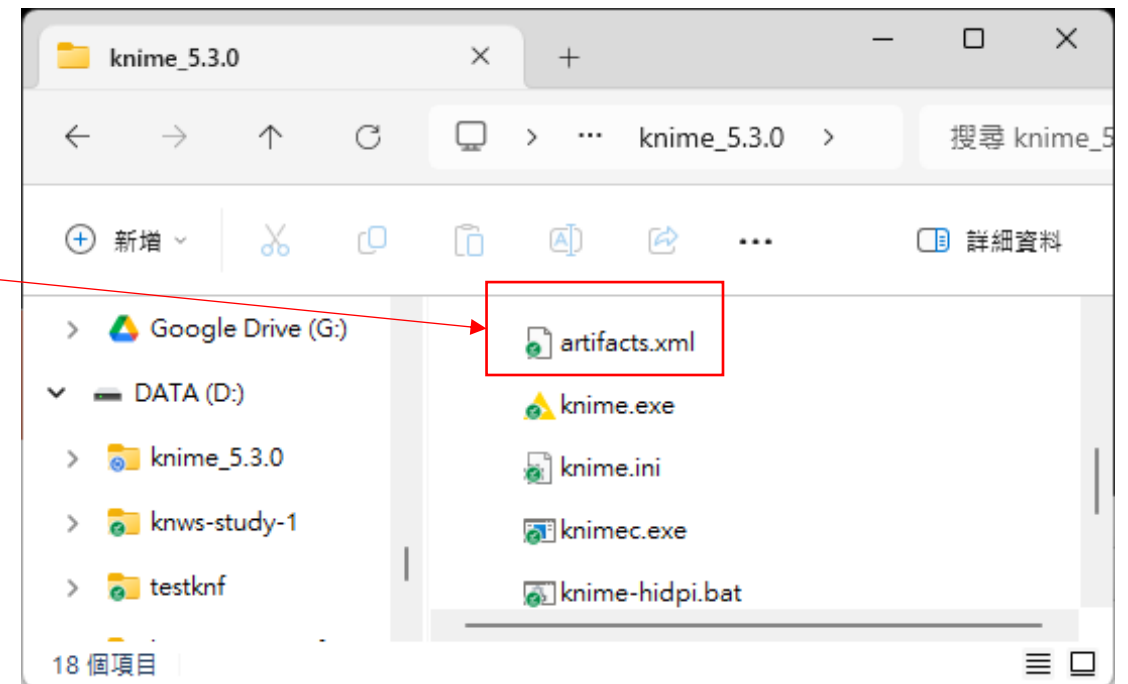 knime_5.3.0
knime_5.3.0
搜尋 knime_5
新增
詳細資料
Google Drive (G:)
DATA (D:)
knime_5.3.0
knws-study-1
testknf
artifacts.xml
knime.exe
knime.ini
knimec.exe
knime-hidpi.bat
18 個項目